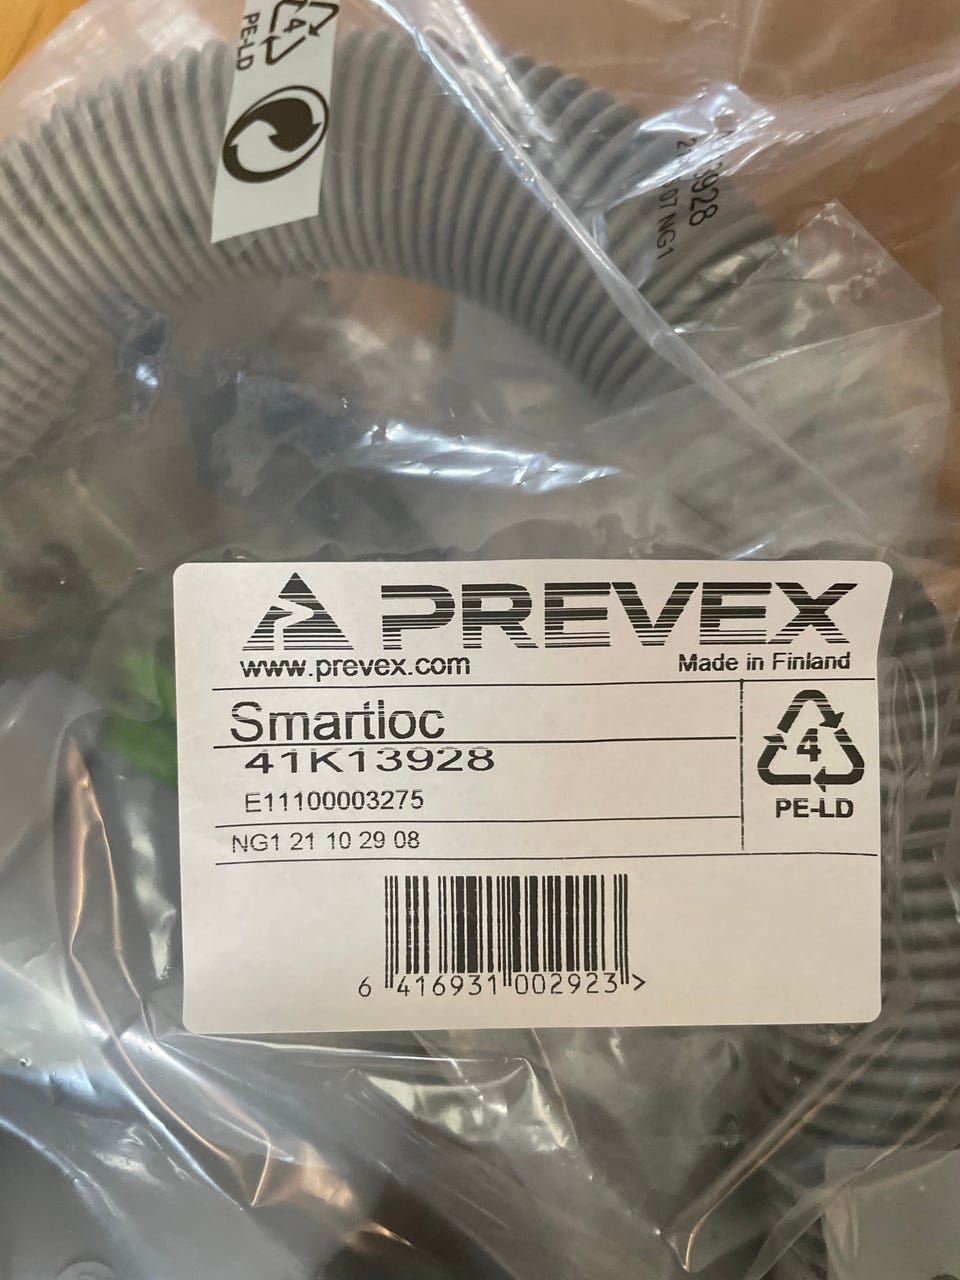 4
PE-LD
PREVEX
www.prevex.com
Made in Finland
Smartloc
41K13928
E11100003275
NG1 21 10 29 08
4
PE-LD
6 416931 002923 >